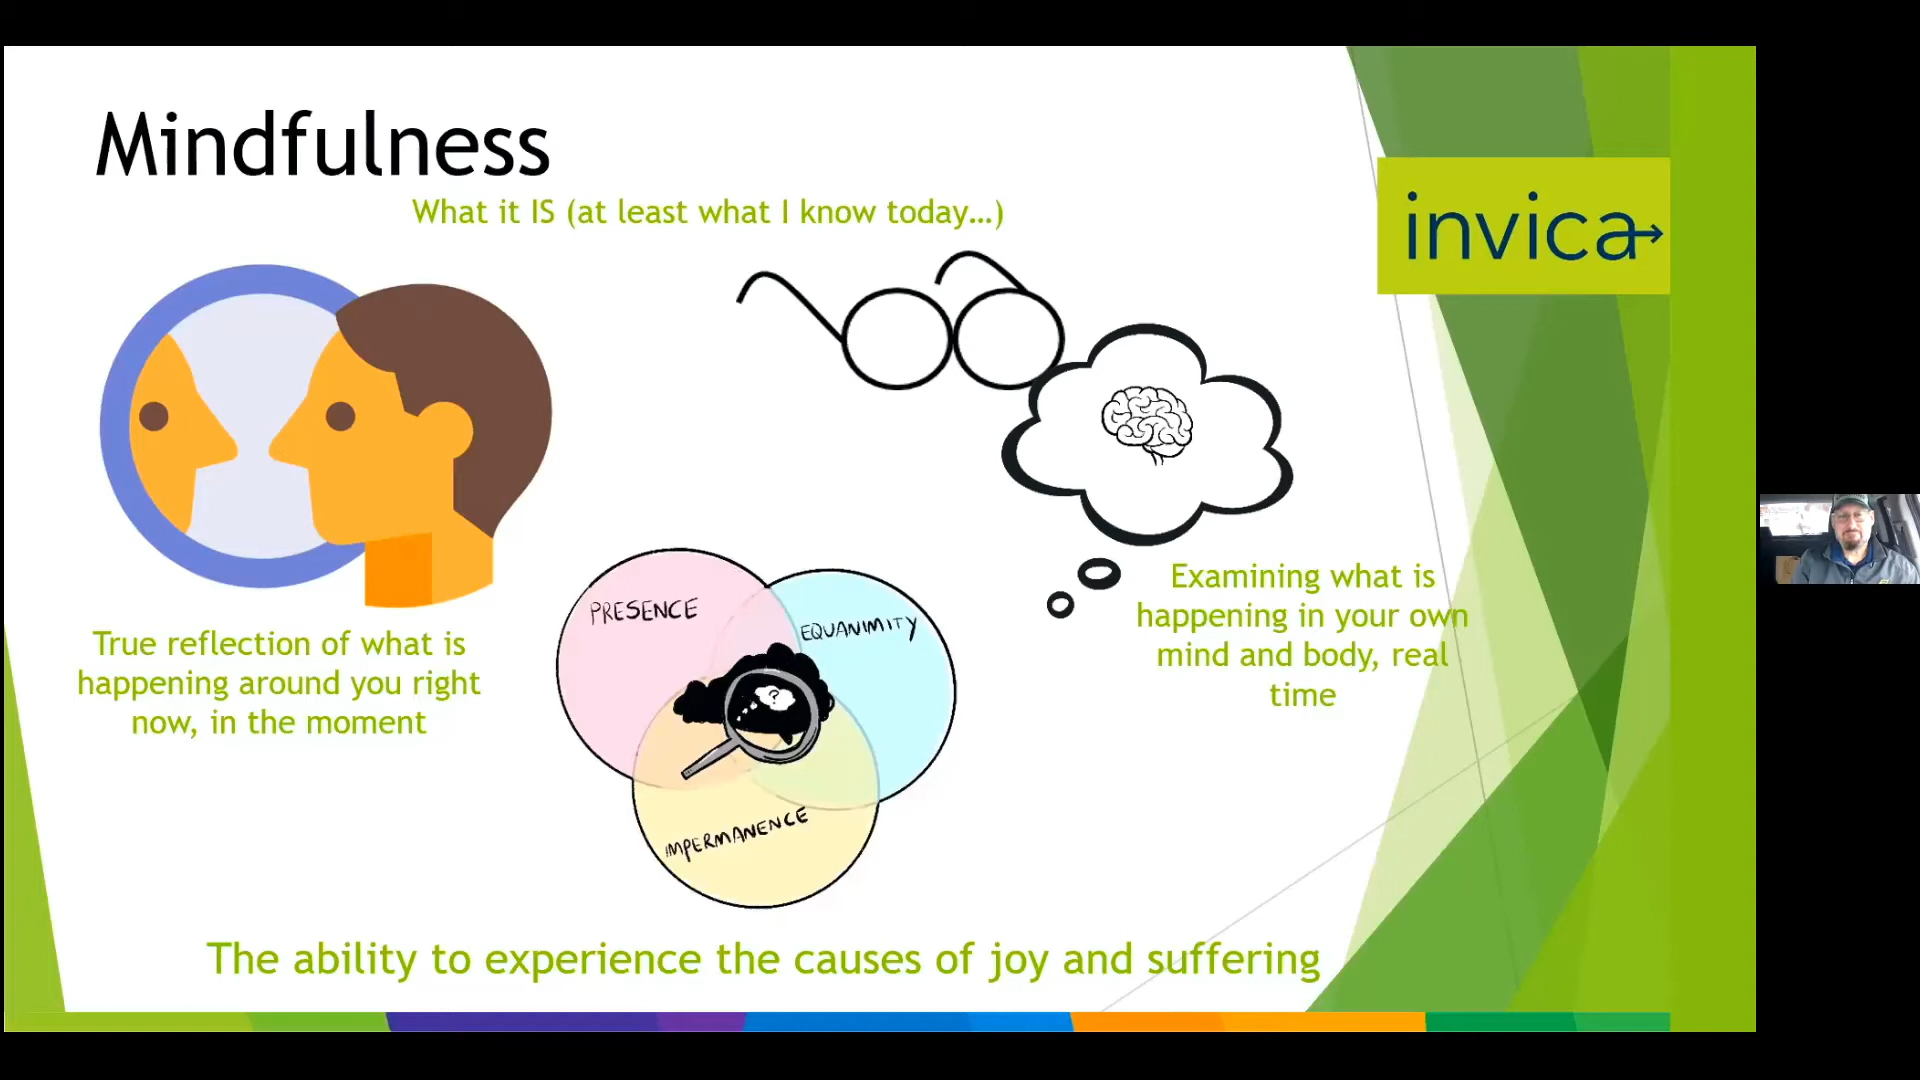 Mindfulness
What it IS (at least what I know today…)
invica
True reflection of what is
happening around you right
now, in the moment
PRESENCE
EQUANIMITY
?
IMPERMANENCE
Examining what is
happening in your own
mind and body, real
time
The ability to experience the causes of joy and suffering